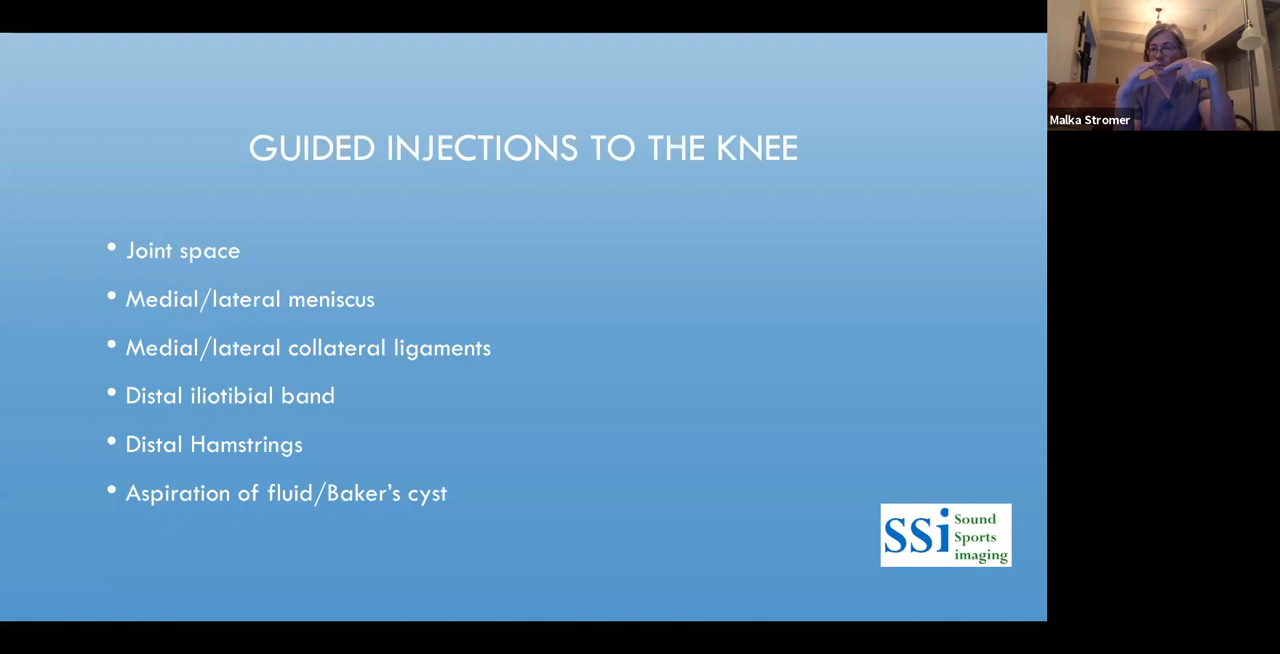 GUIDED INJECTIONS TO THE KNEE
• Joint space
• Medial/lateral meniscus
• Medial/lateral collateral ligaments
• Distal iliotibial band
• Distal Hamstrings
• Aspiration of fluid/Baker’s cyst
SSi Sound
Sports
imaging
Malka Stromer